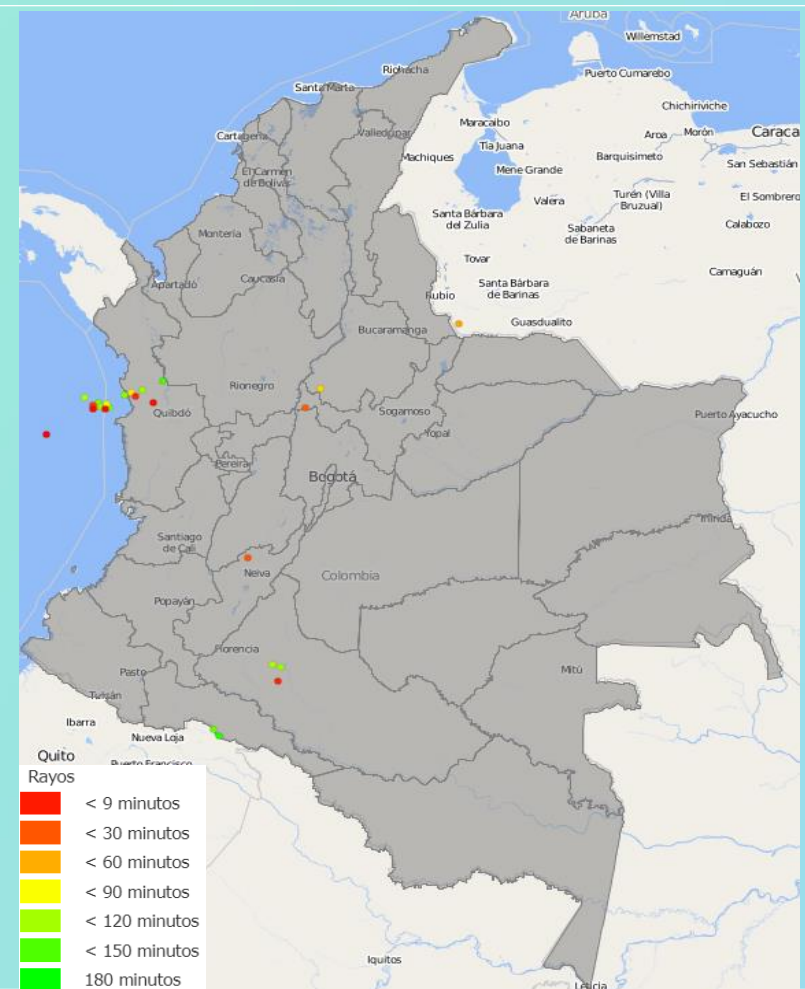 Aruba
Willemstad
Riohacha
Puerto Cumarebo
Santa Marta
Chichiriviche
Maracaibo
Cartagena
Valledupar
Aroa
Morón
Caraca
Tía Juana
Machiques
Barquisimeto
San Sebastián
El Carmen
de Bolívar
Mene Grande
Valera
Turén (Villa
Bruzual)
El Sombrero
Santa Bárbara
del Zulia
Sabaneta
de Barinas
Calabozo
Montería
Tovar
Camaguán
Apartadó
Caucasia
Santa Bárbara
de Barinas
Rubio
Guasdualito
Bucaramanga
Rionegro
Quibdó
Sogamoso
Puerto Ayacucho
Yopal
Pereira
Bogotá
Inírida
Santiago
de Cali
Neiva
Colombia
Popayán
Florencia
Mitú
Pasto
Tulcán
Ibarra
Nueva Loja
Quito
Puerto Francisco
Rayos
< 9 minutos
< 30 minutos
< 60 minutos
< 90 minutos
< 120 minutos
< 150 minutos
180 minutos
Iquitos
Leticia